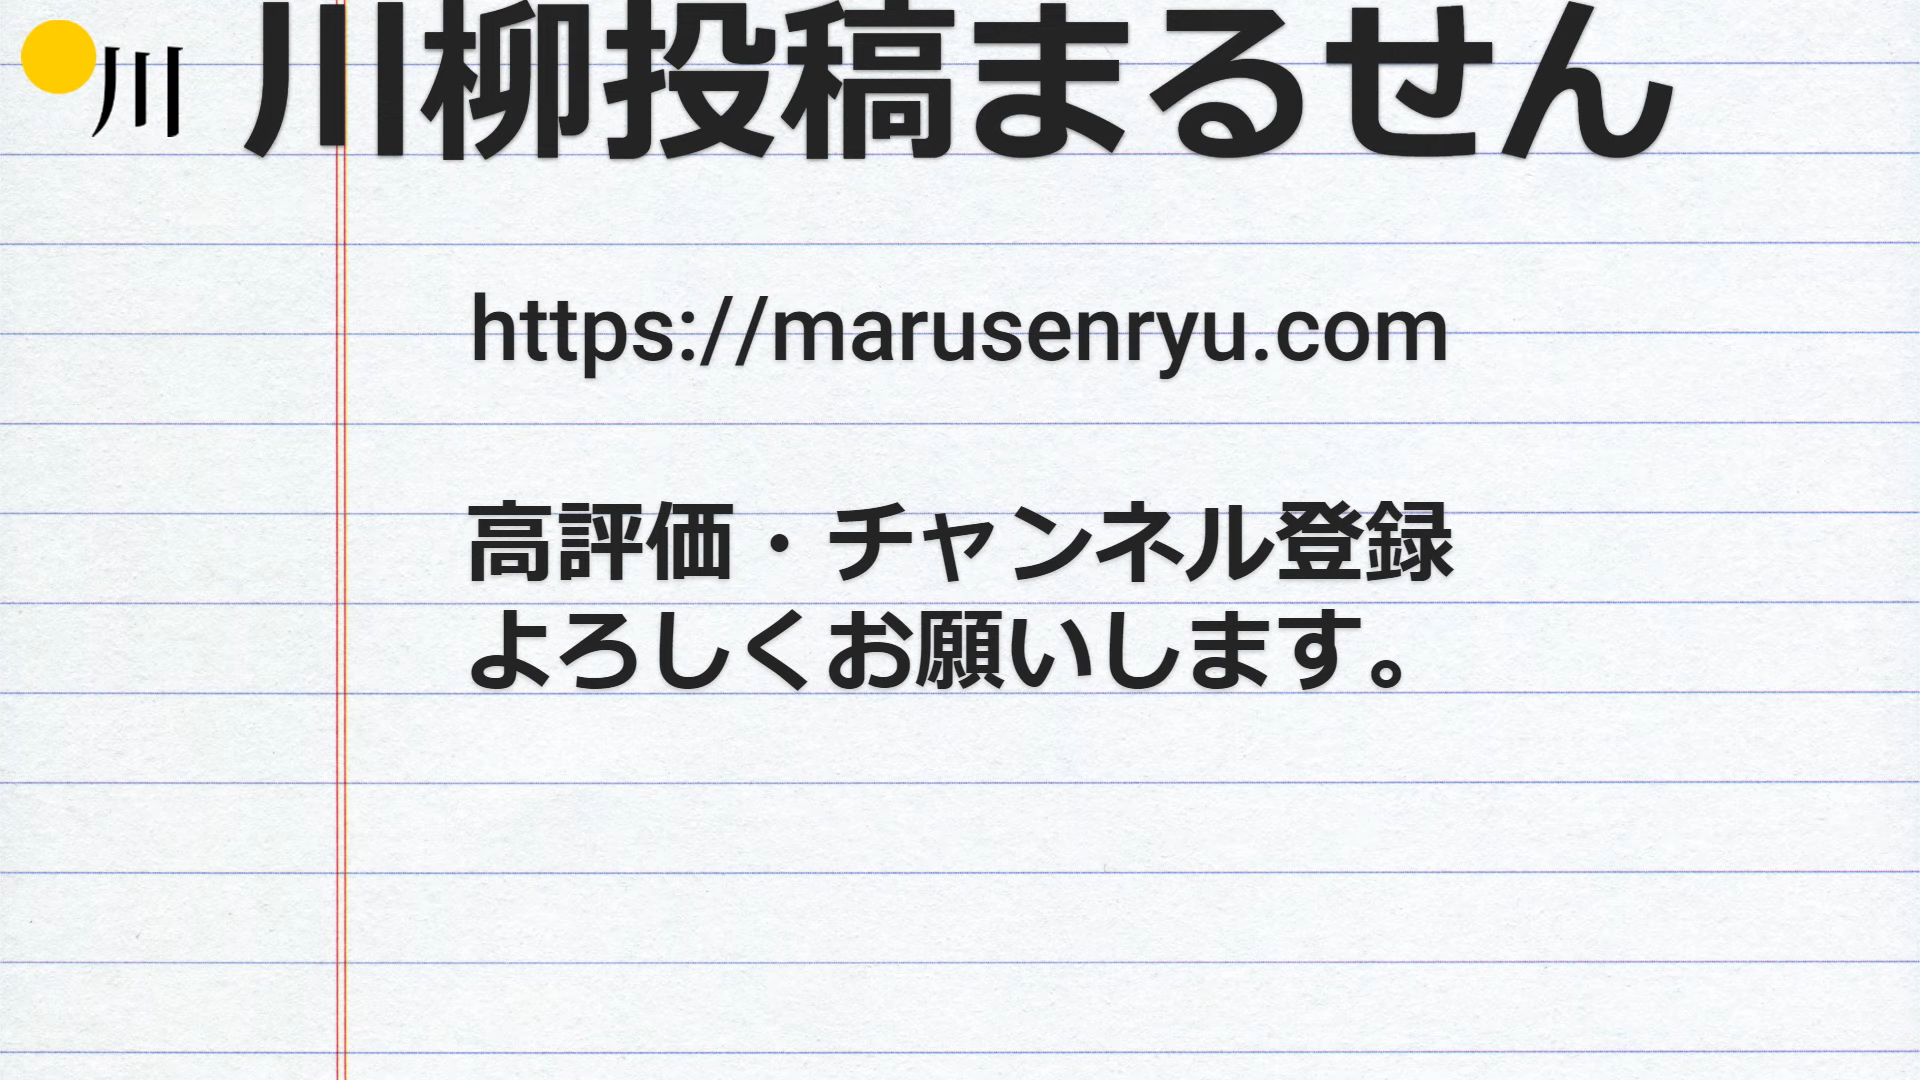 川
川柳投稿まるせん
https://marusenryu.com
高評価・チャンネル登録
よろしくお願いします。